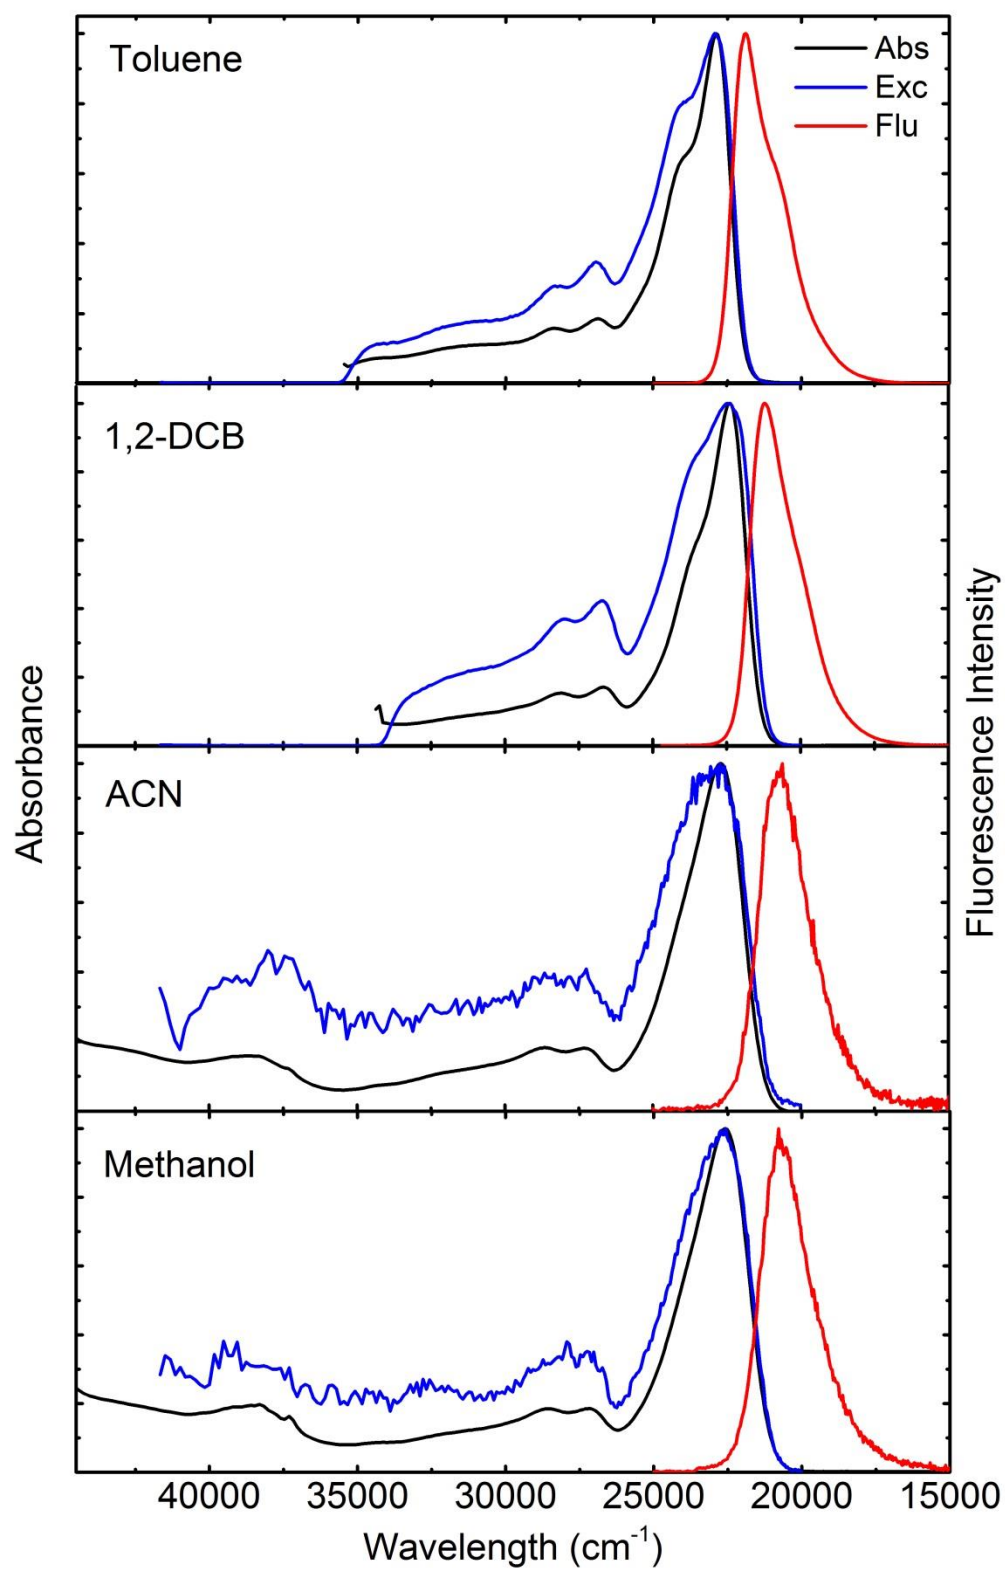 Toluene
Abs
Exc
Flu
1,2-DCB
ACN
Methanol
Absorbance
Fluorescence Intensity
40000 35000 30000 25000 20000 15000
Wavelength (cm⁻¹)